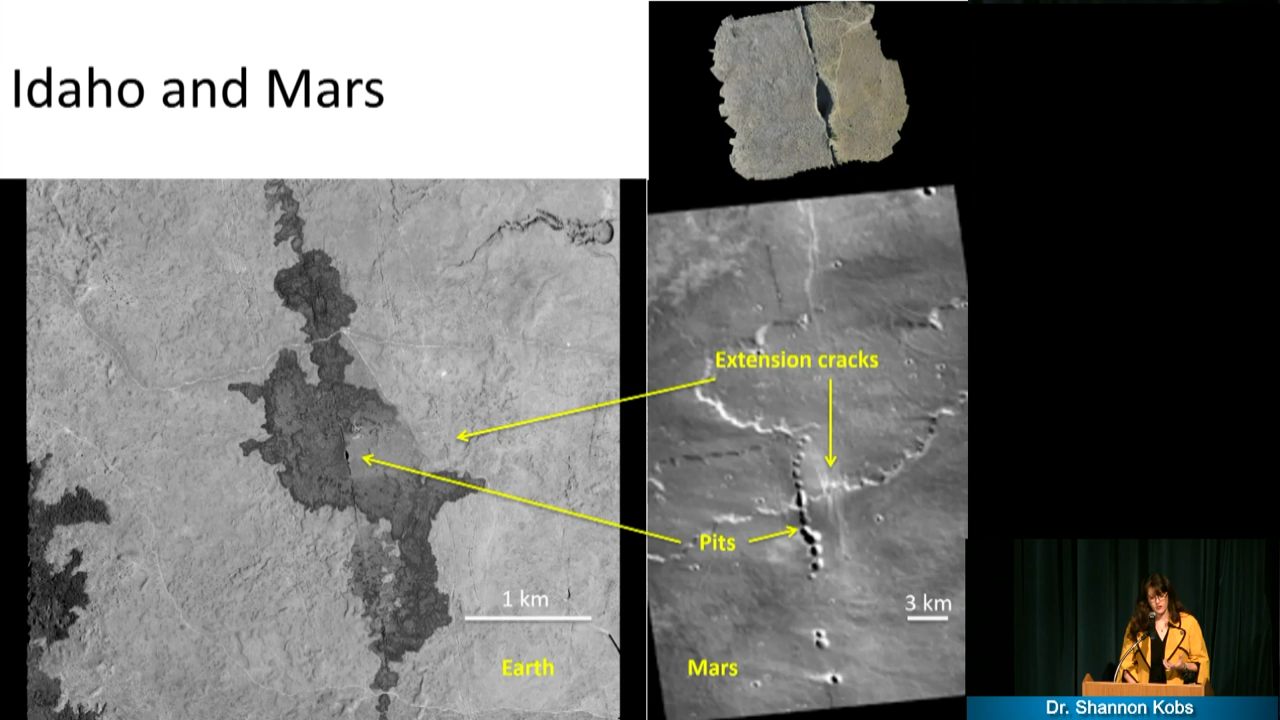 Idaho and Mars
Extension cracks
Pits
1 km
3 km
Earth
Mars
Dr. Shannon Kobs